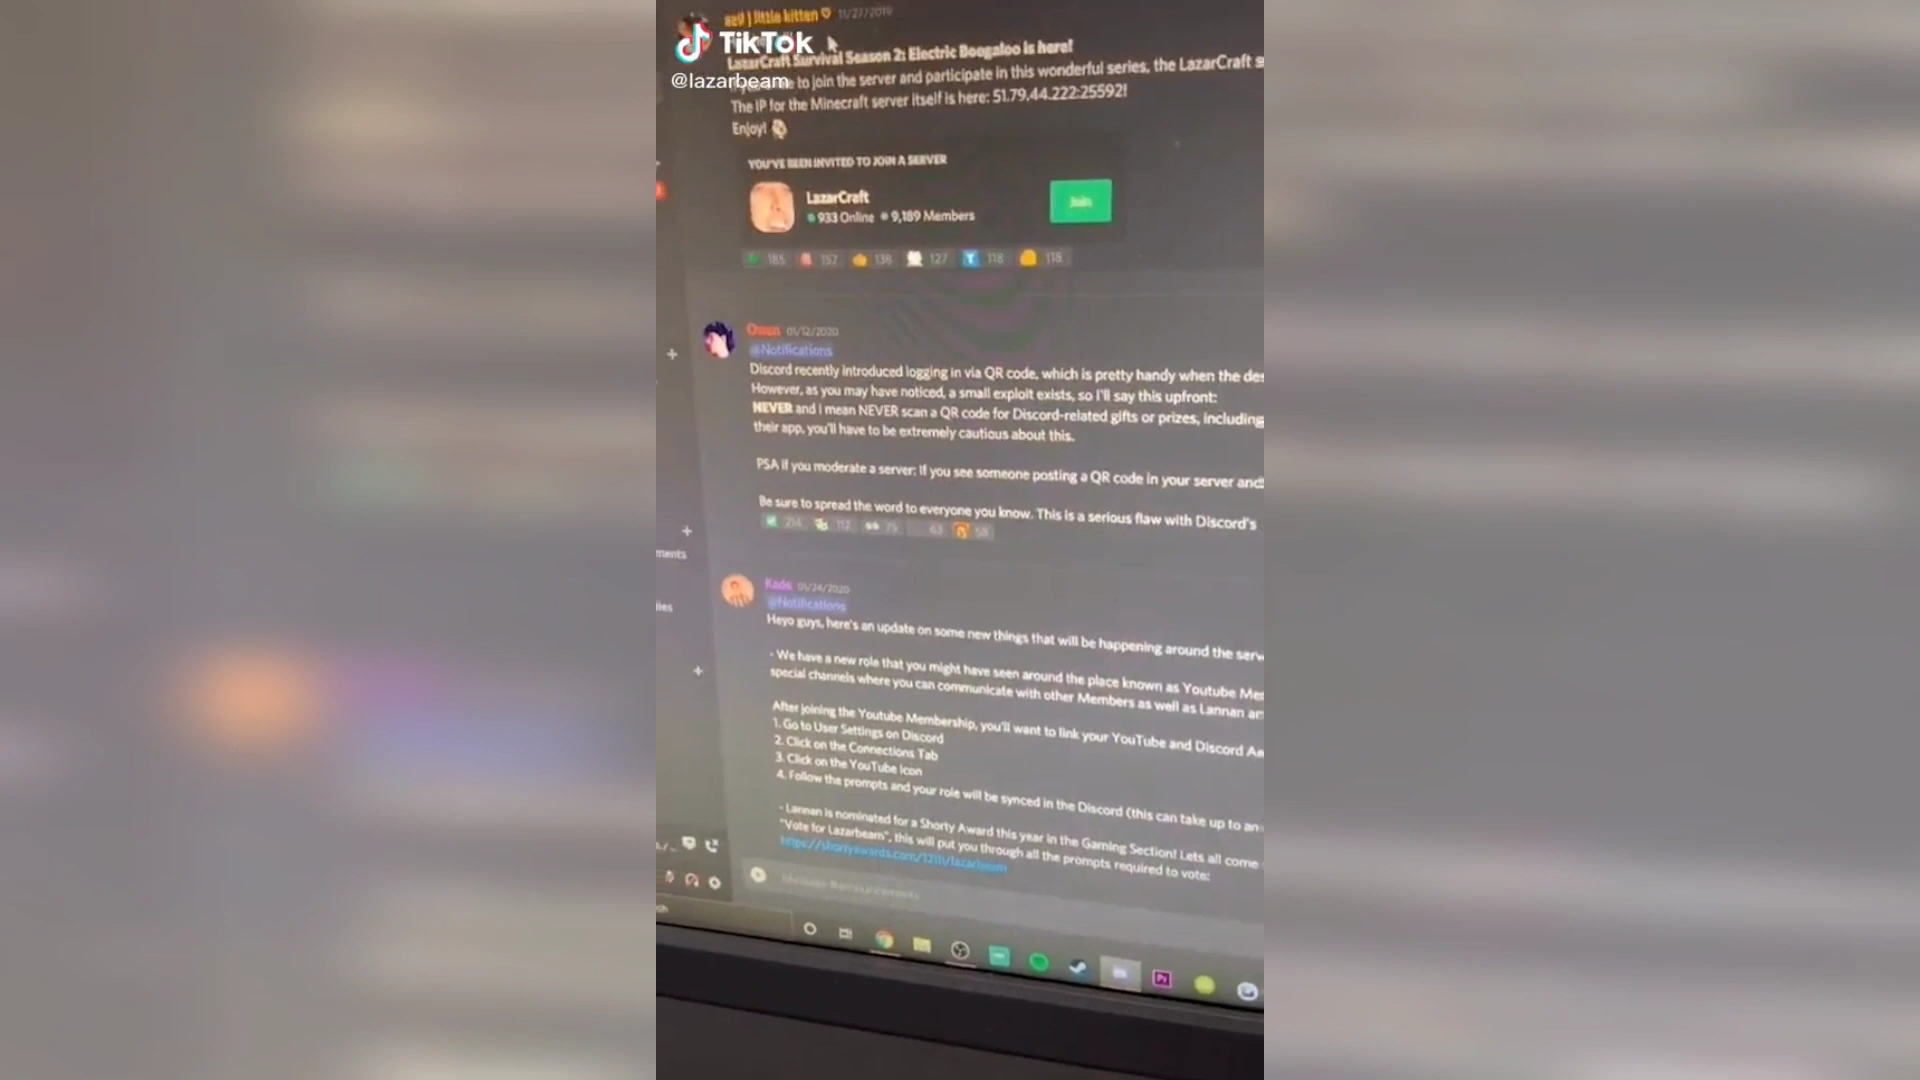 little kitten 11/27/2019
TikTok
LazarCraft Survival Season 2: Electric Boogaloo is here!
@lazarbeam
to join the server and participate in this wonderful series, the LazarCraft s
The IP for the Minecraft server itself is here: 51.79.44.222:25592!
Enjoy!
YOU'VE BEEN INVITED TO JOIN A SERVER
LazarCraft
933 Online 9,189 Members
Join
185 157 136 127 118 118
Owen 01/12/2020
@Notifications
Discord recently introduced logging in via QR code, which is pretty handy when the des
However, as you may have noticed, a small exploit exists, so I'll say this upfront:
NEVER and I mean NEVER scan a QR code for Discord-related gifts or prizes, including
their app, you'll have to be extremely cautious about this.
PSA if you moderate a server: If you see someone posting a QR code in your server and
Be sure to spread the word to everyone you know. This is a serious flaw with Discord's
214 112 75 63 58
ments
Kade 01/24/2020
@Notifications
lies
Heyo guys, here's an update on some new things that will be happening around the serv
- We have a new role that you might have seen around the place known as Youtube Me
special channels where you can communicate with other Members as well as Lannan an
After joining the Youtube Membership, you'll want to link your YouTube and Discord Ac
1. Go to User Settings on Discord
2. Click on the Connections Tab
3. Click on the YouTube Icon
4. Follow the prompts and your role will be synced in the Discord (this can take up to an
- Lannan is nominated for a Shorty Award this year in the Gaming Section! Lets all come
"Vote for Lazarbeam", this will put you through all the prompts required to vote:
https://shortyawards.com/12th/lazarbeam
Message #announcements
Pr